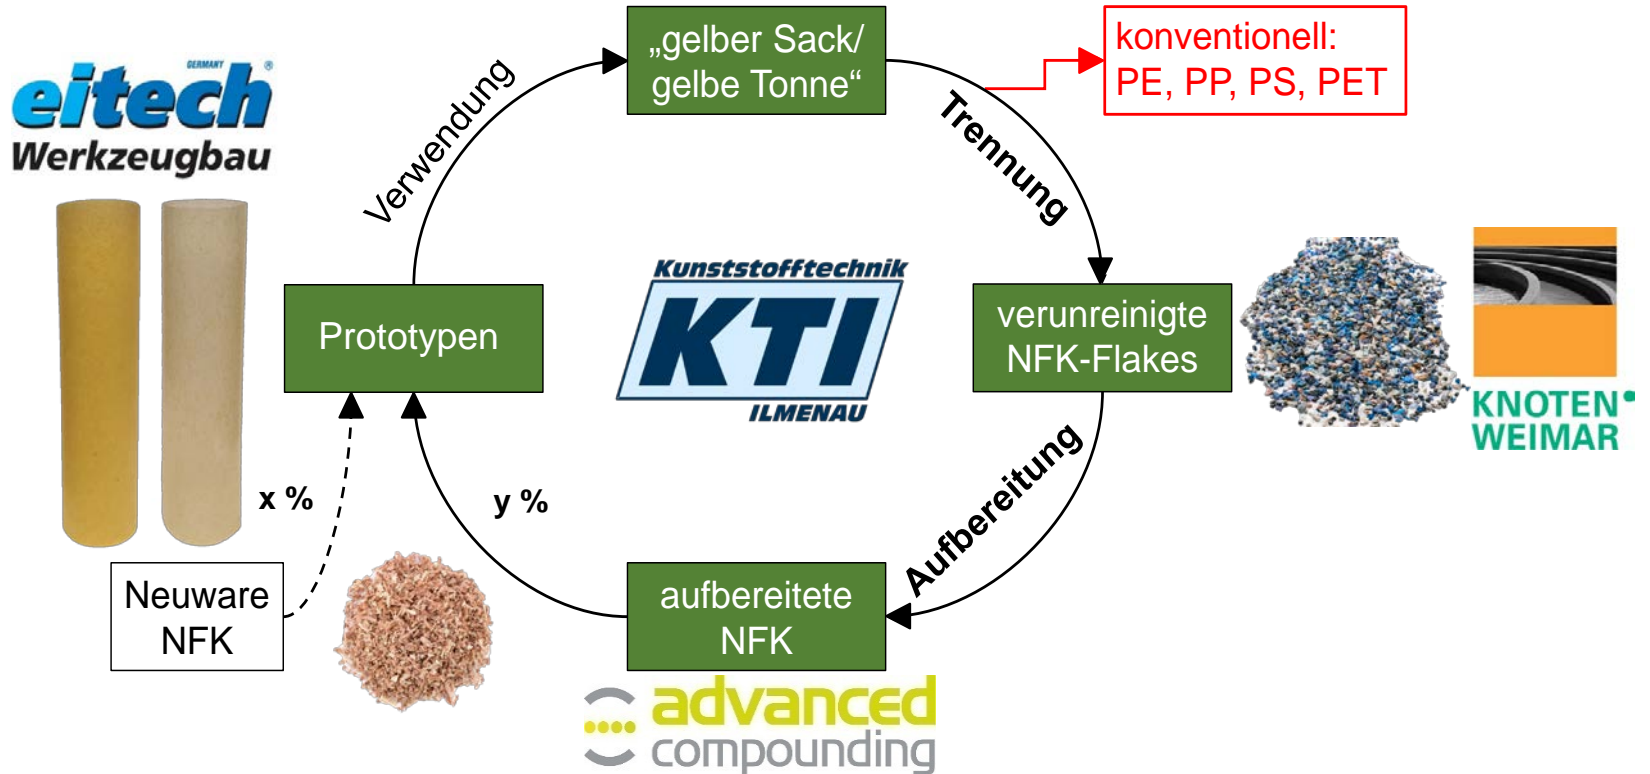 „gelber Sack/
gelbe Tonne“
konventionell:
PE, PP, PS, PET
GERMANY
eitech®
Werkzeugbau
Verwendung
Trennung
Kunststofftechnik
KTI
ILMENAU
Prototypen
verunreinigte
NFK-Flakes
KNOTEN
WEIMAR
Aufbereitung
x %
y %
Neuware
NFK
aufbereitete
NFK
advanced
compounding